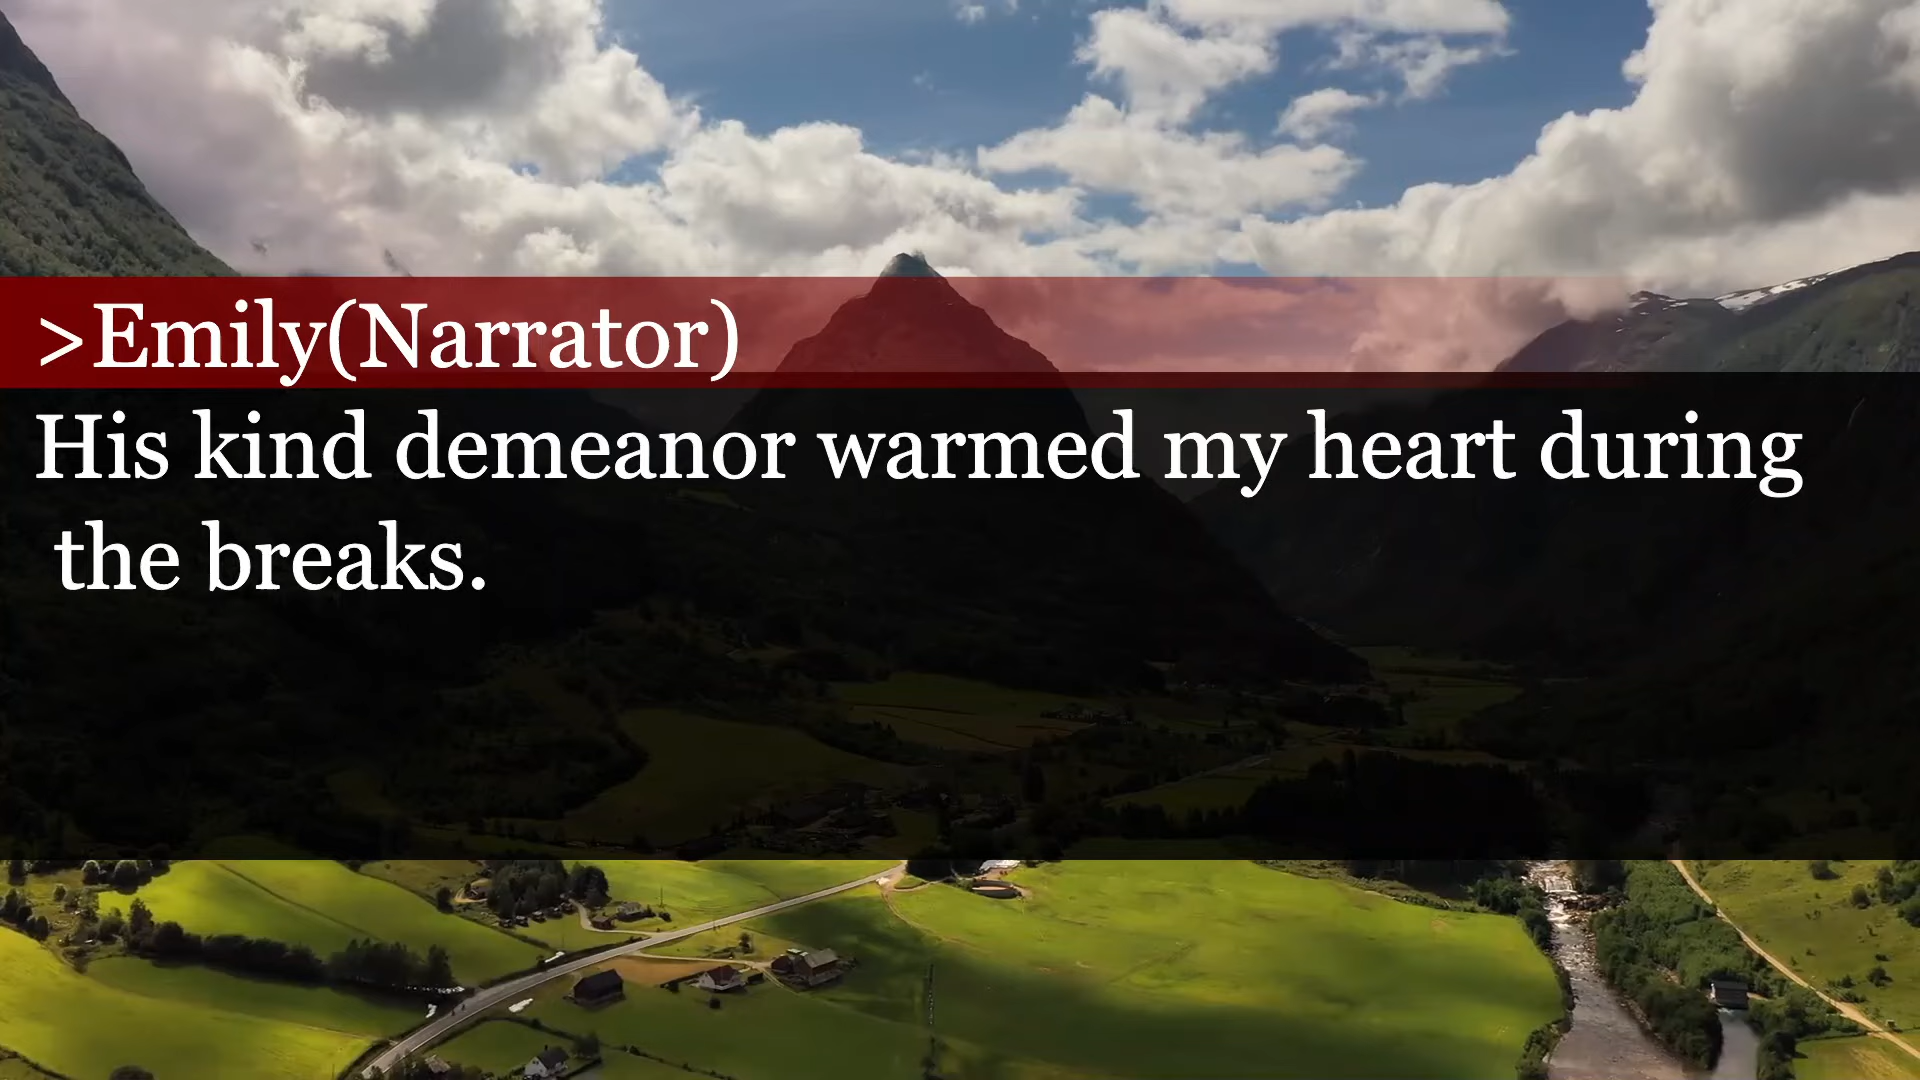 >Emily(Narrator)
His kind demeanor warmed my heart during
the breaks.